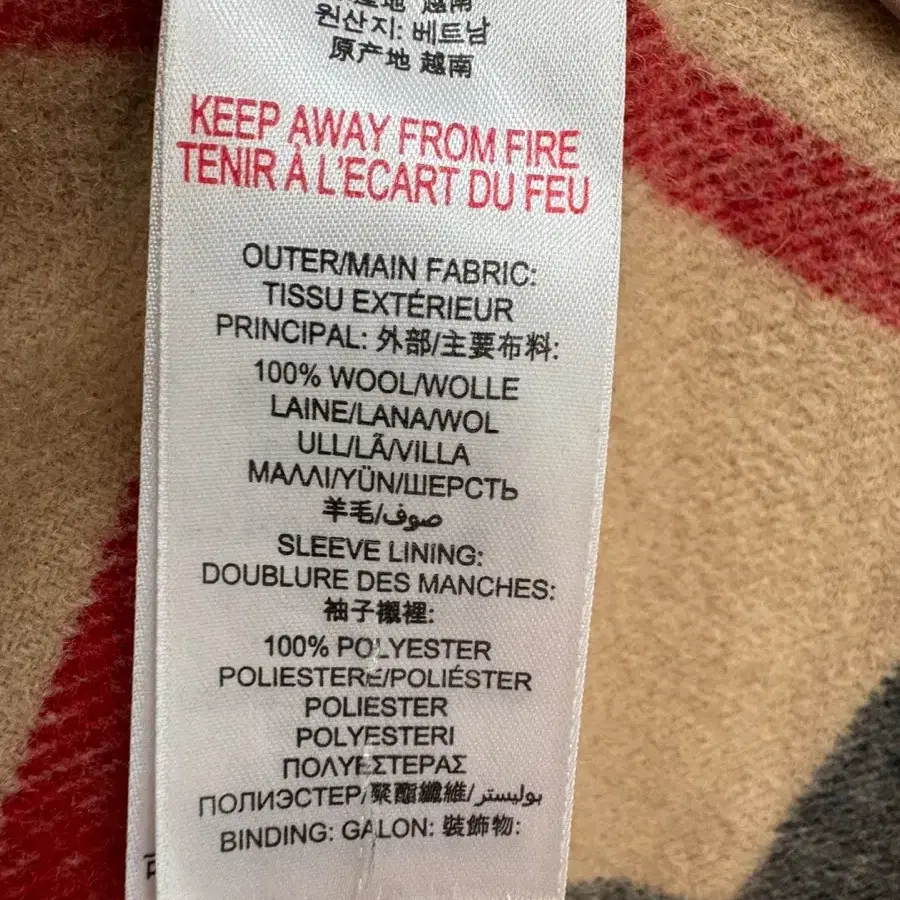 越南
원산지: 베트남
原产地 越南
KEEP AWAY FROM FIRE
TENIR À L'ECART DU FEU
OUTER/MAIN FABRIC:
TISSU EXTÉRIEUR
PRINCIPAL: 外部/主要布料:
100% WOOL/WOLLE
LAINE/LANA/WOL
ULL/LÃ/VILLA
ΜΑΛΛΙ/YÜN/ШЕРСТЬ
羊毛/صوف
SLEEVE LINING:
DOUBLURE DES MANCHES:
袖子襯裡:
100% POLYESTER
POLIESTERE/POLIÉSTER
POLIESTER
POLYESTERI
ΠΟΛΥΕΣΤΕΡΑΣ
ПОЛИЭСТЕР/聚酯纖維/بوليستر
BINDING: GALON: 裝飾物: